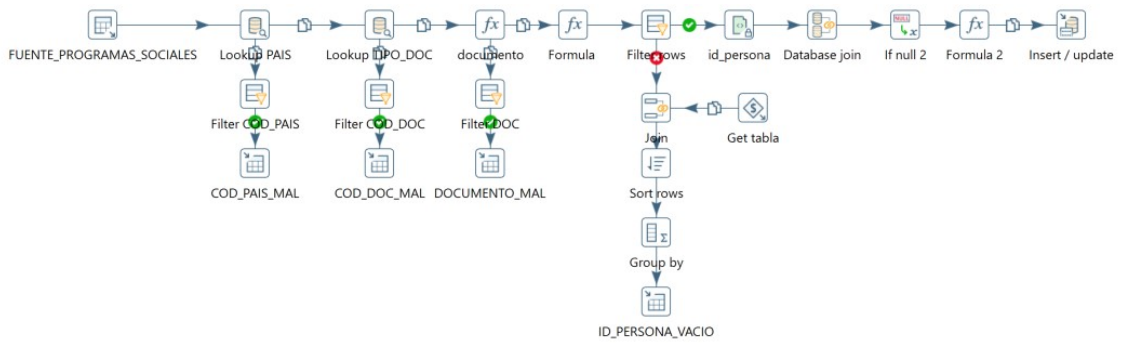 FUENTE_PROGRAMAS_SOCIALES
Lookup PAIS
Lookup TIPO_DOC
documento
Formula
Filter rows
id_persona
Database join
If null 2
Formula 2
Insert / update
Filter COD_PAIS
Filter COD_DOC
Filter DOC
Join
Get tabla
COD_PAIS_MAL
COD_DOC_MAL
DOCUMENTO_MAL
Sort rows
Group by
ID_PERSONA_VACIO